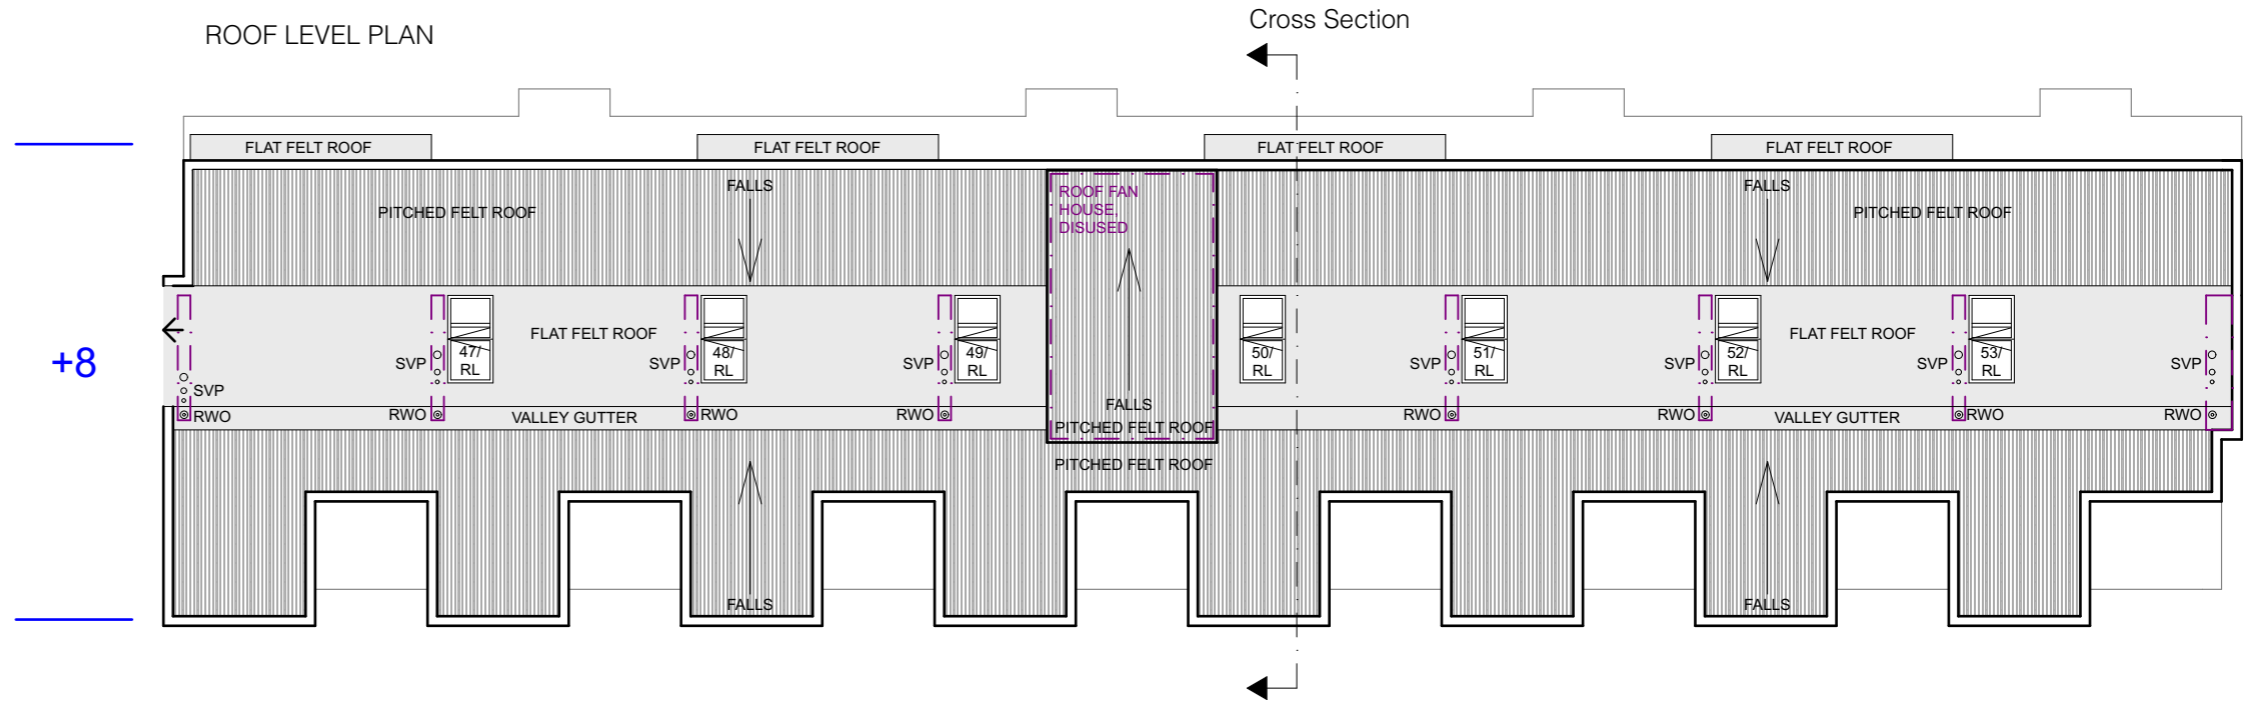 ROOF LEVEL PLAN
Cross Section
FLAT FELT ROOF
FLAT FELT ROOF
FLAT FELT ROOF
FLAT FELT ROOF
FALLS
FALLS
ROOF FAN
HOUSE,
DISUSED
PITCHED FELT ROOF
PITCHED FELT ROOF
FLAT FELT ROOF
FLAT FELT ROOF
+8
SVP
SVP
47/
RL
SVP
48/
RL
SVP
49/
RL
50/
RL
SVP
51/
RL
SVP
52/
RL
SVP
53/
RL
SVP
FALLS
RWO
RWO
VALLEY GUTTER
RWO
RWO
RWO
RWO
VALLEY GUTTER
RWO
RWO
PITCHED FELT ROOF
PITCHED FELT ROOF
FALLS
FALLS